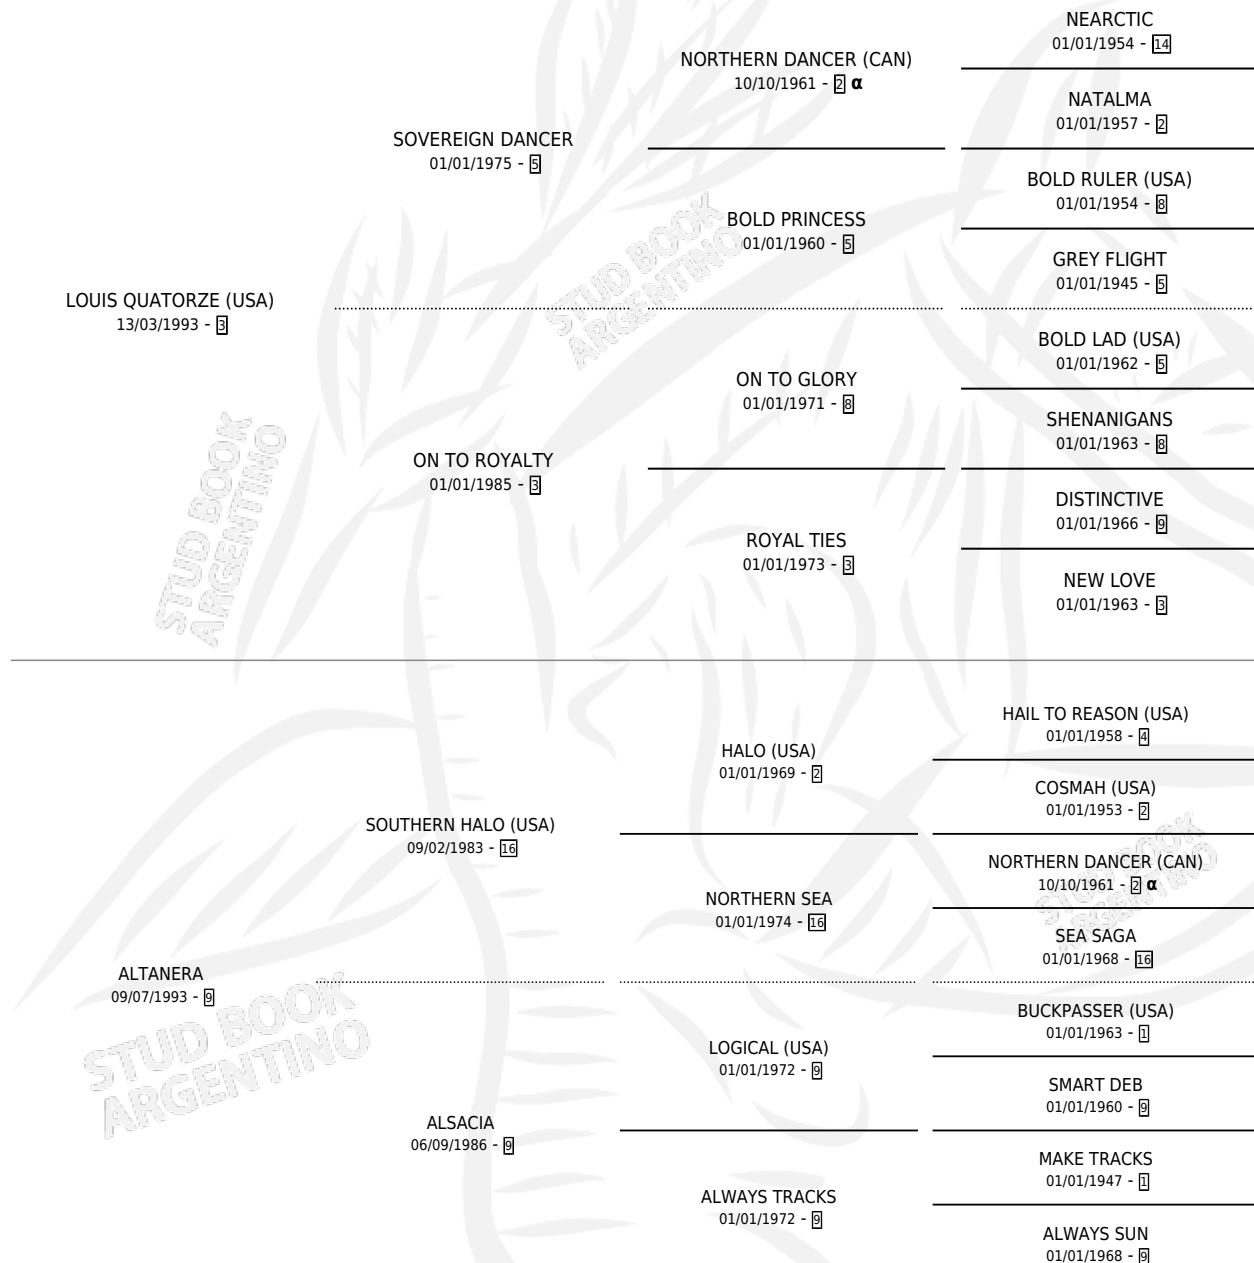 NEARCTIC
01/01/1954 - 14
NORTHERN DANCER (CAN)
10/10/1961 - 2 α
NATALMA
01/01/1957 - 2
SOVEREIGN DANCER
01/01/1975 - 5
BOLD RULER (USA)
01/01/1954 - 8
BOLD PRINCESS
01/01/1960 - 5
GREY FLIGHT
01/01/1945 - 5
LOUIS QUATORZE (USA)
13/03/1993 - 3
BOLD LAD (USA)
01/01/1962 - 5
ON TO GLORY
01/01/1971 - 8
SHENANIGANS
01/01/1963 - 8
ON TO ROYALTY
01/01/1985 - 3
DISTINCTIVE
01/01/1966 - 9
ROYAL TIES
01/01/1973 - 3
NEW LOVE
01/01/1963 - 3
HAIL TO REASON (USA)
01/01/1958 - 4
HALO (USA)
01/01/1969 - 2
COSMAH (USA)
01/01/1953 - 2
SOUTHERN HALO (USA)
09/02/1983 - 16
NORTHERN DANCER (CAN)
10/10/1961 - 2 α
NORTHERN SEA
01/01/1974 - 16
SEA SAGA
01/01/1968 - 16
ALTANERA
09/07/1993 - 9
BUCKPASSER (USA)
01/01/1963 - 1
LOGICAL (USA)
01/01/1972 - 9
SMART DEB
01/01/1960 - 9
ALSACIA
06/09/1986 - 9
MAKE TRACKS
01/01/1947 - 1
ALWAYS TRACKS
01/01/1972 - 9
ALWAYS SUN
01/01/1968 - 9
STUD BOOK
ARGENTINO
STUD BOOK
ARGENTINO
STUD BOOK
ARGENTINO
STUD BOOK
ARGENTINO